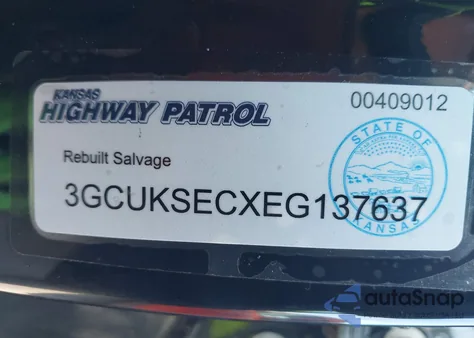 KANSAS
HIGHWAY PATROL
00409012
STATE OF
Rebuilt Salvage
3GCUKSECXEG137637
KANSAS
autaSnap